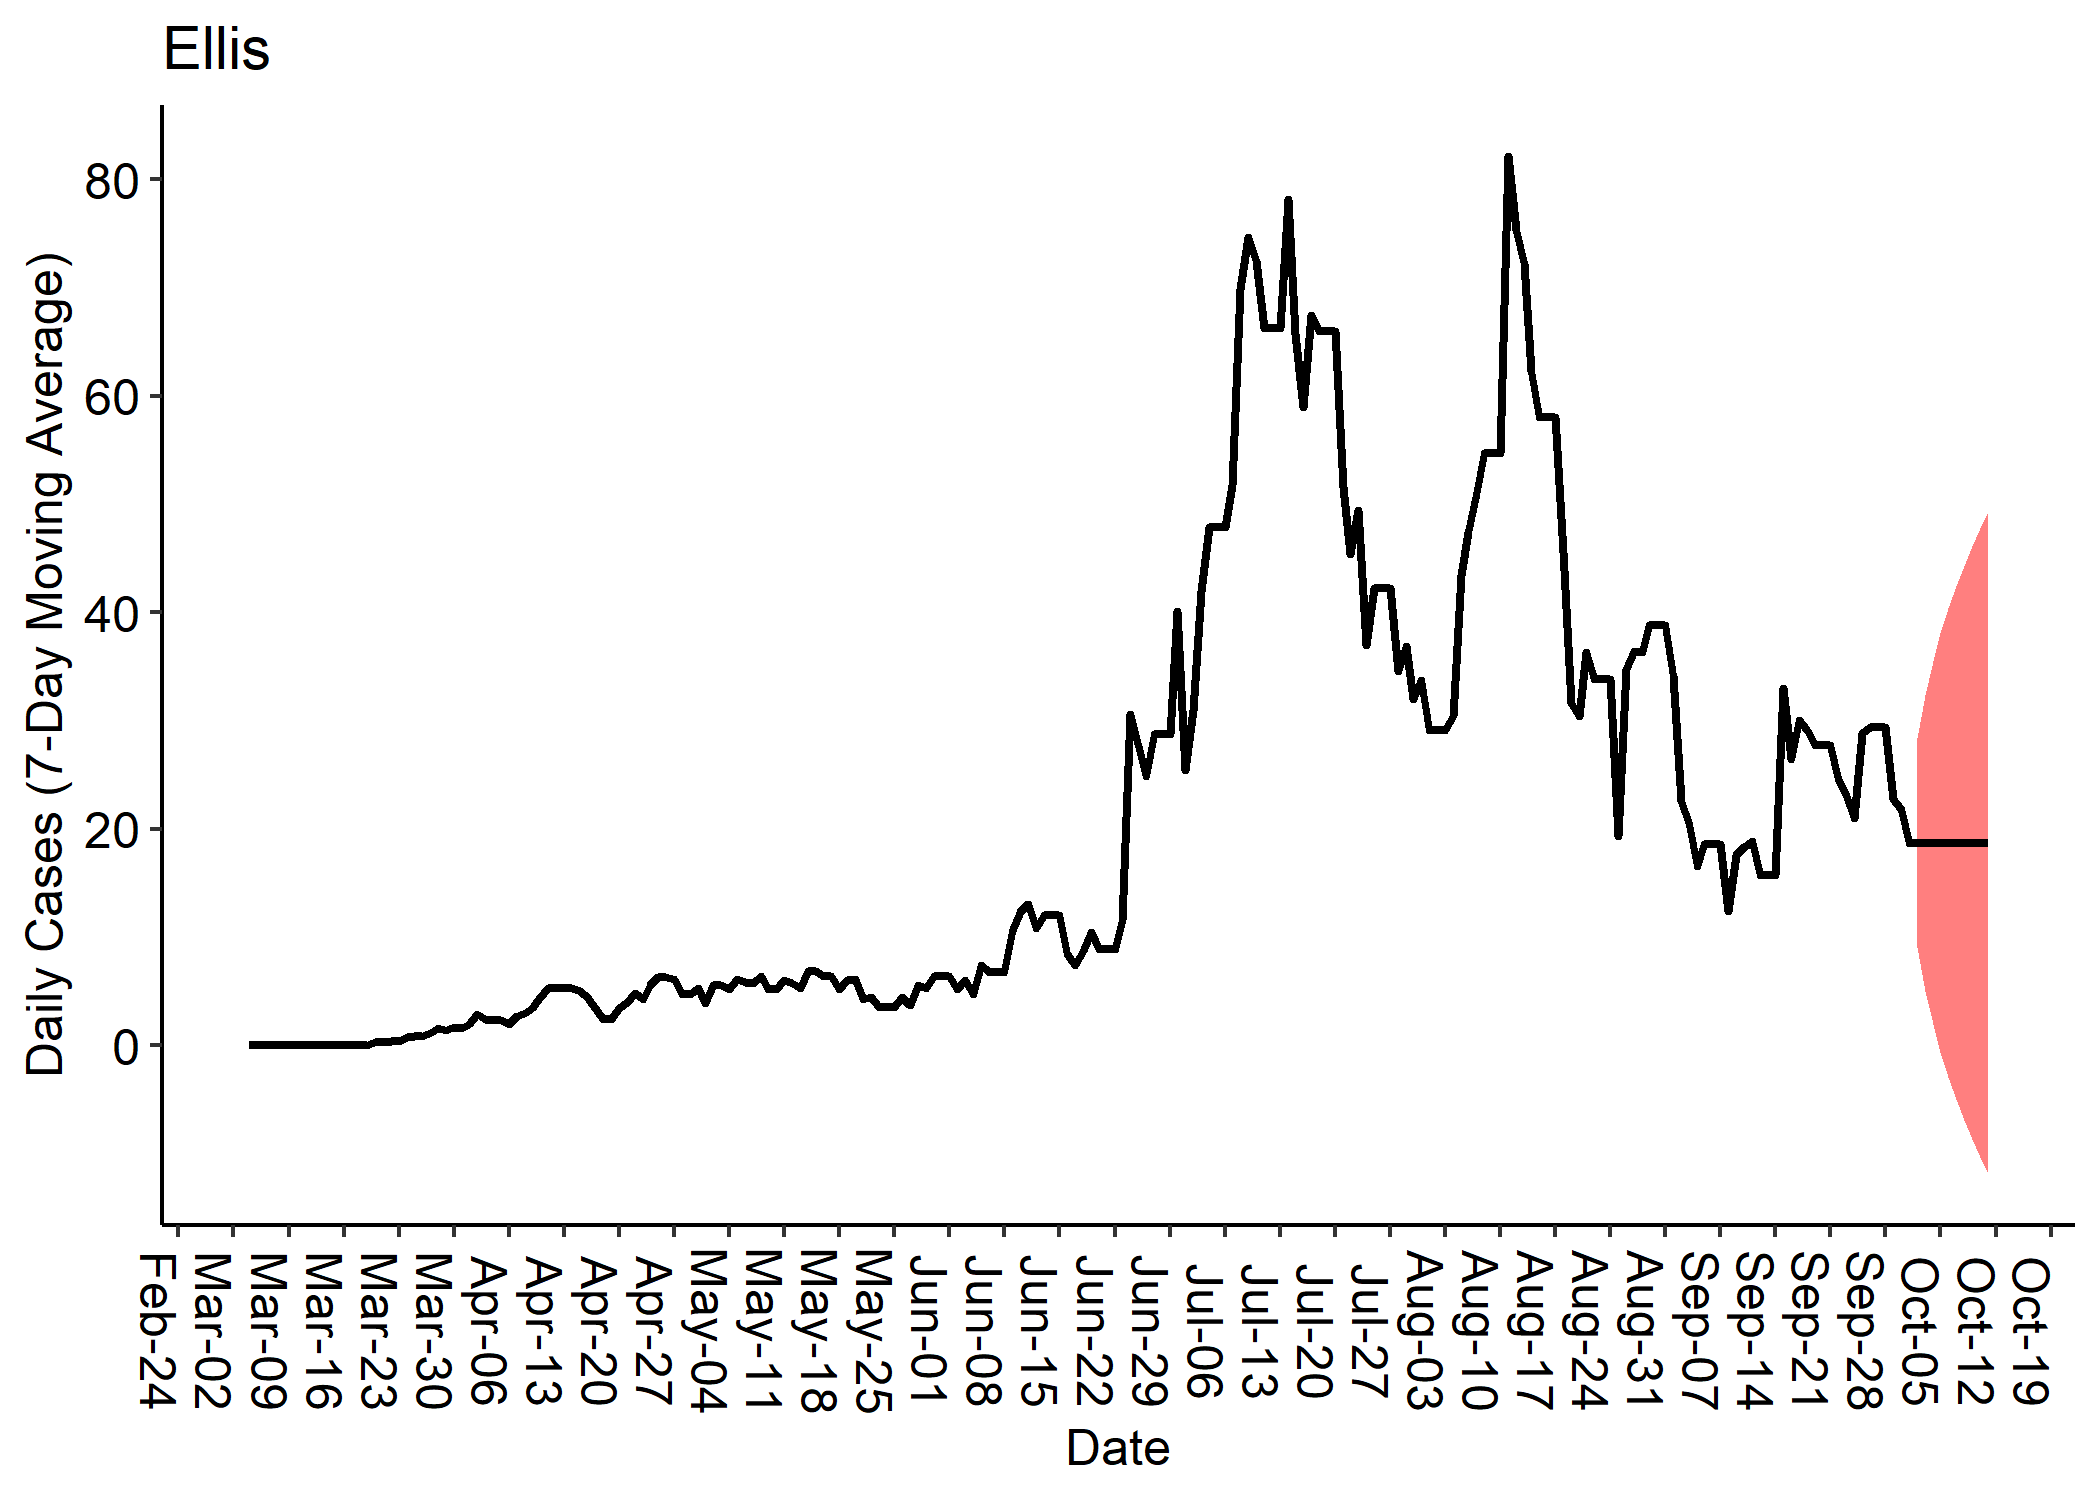 Ellis
Daily Cases (7-Day Moving Average)
80
60
40
20
0
Feb-24
Mar-02
Mar-09
Mar-16
Mar-23
Mar-30
Apr-06
Apr-13
Apr-20
Apr-27
May-04
May-11
May-18
May-25
Jun-01
Jun-08
Jun-15
Jun-22
Jun-29
Jul-06
Jul-13
Jul-20
Jul-27
Aug-03
Aug-10
Aug-17
Aug-24
Aug-31
Sep-07
Sep-14
Sep-21
Sep-28
Oct-05
Oct-12
Oct-19
Date